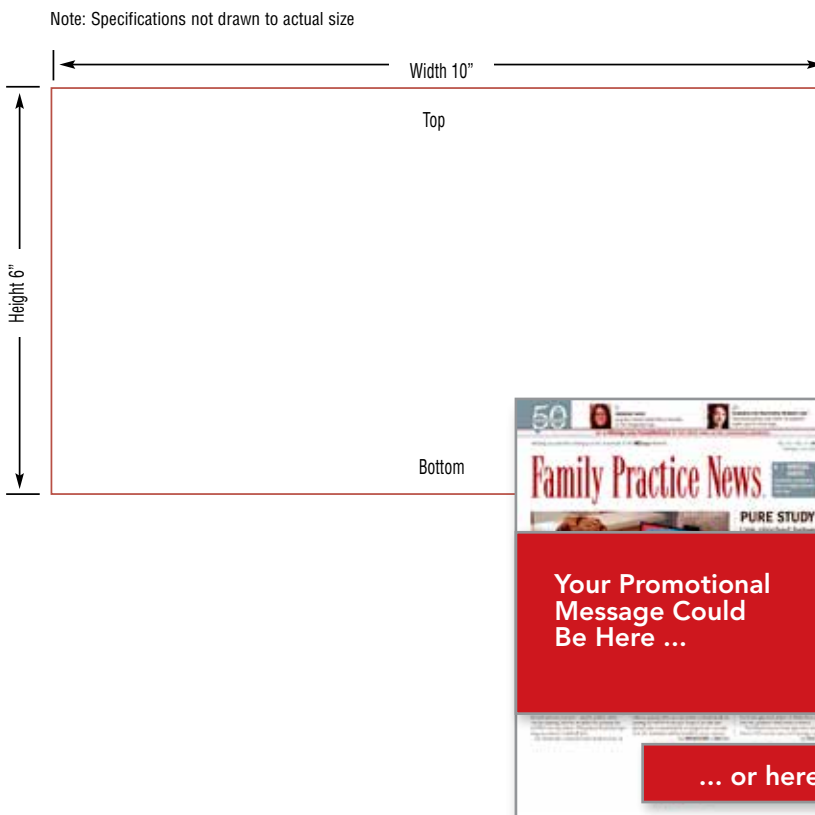 Note: Specifications not drawn to actual size
Width 10"
Top
Height 6"
Bottom
50
Family Practice News
PURE STUDY
Your Promotional
Message Could
Be Here ...
... or here